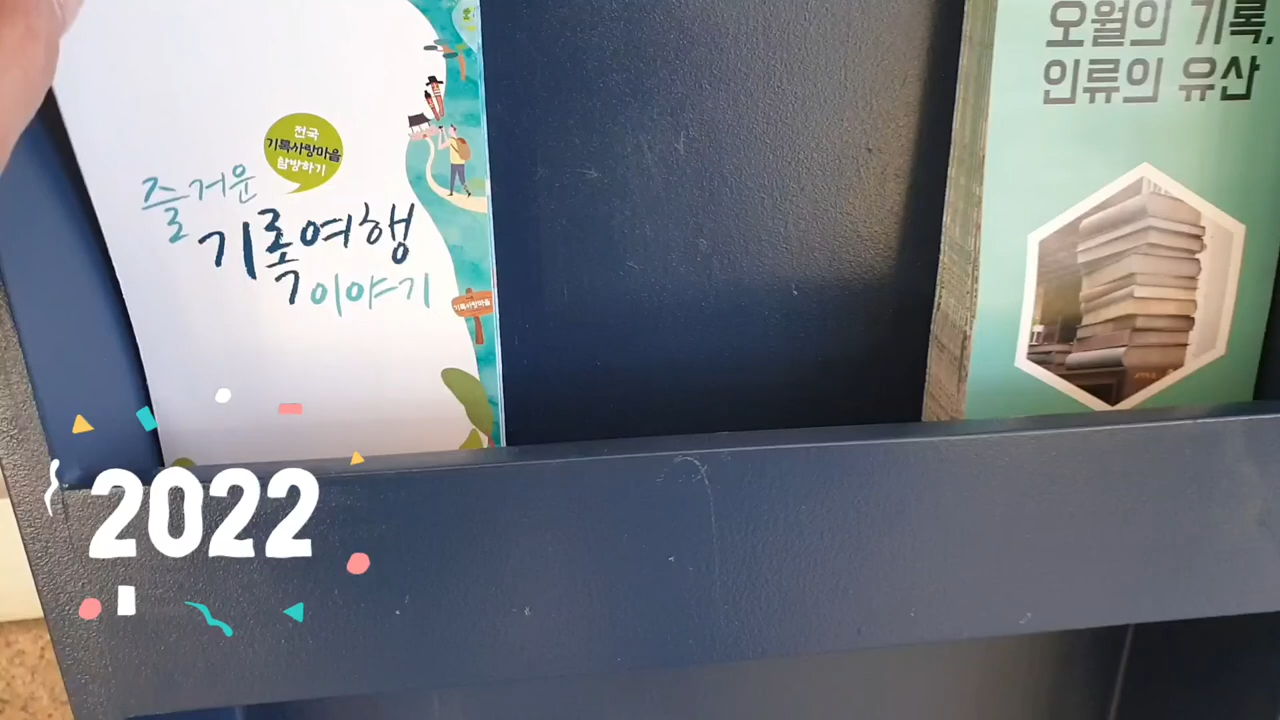 전국
기록사랑마을
탐방하기
즐거운
기록여행
이야기
기록사랑마을
오월의 기록,
인류의 유산
2022